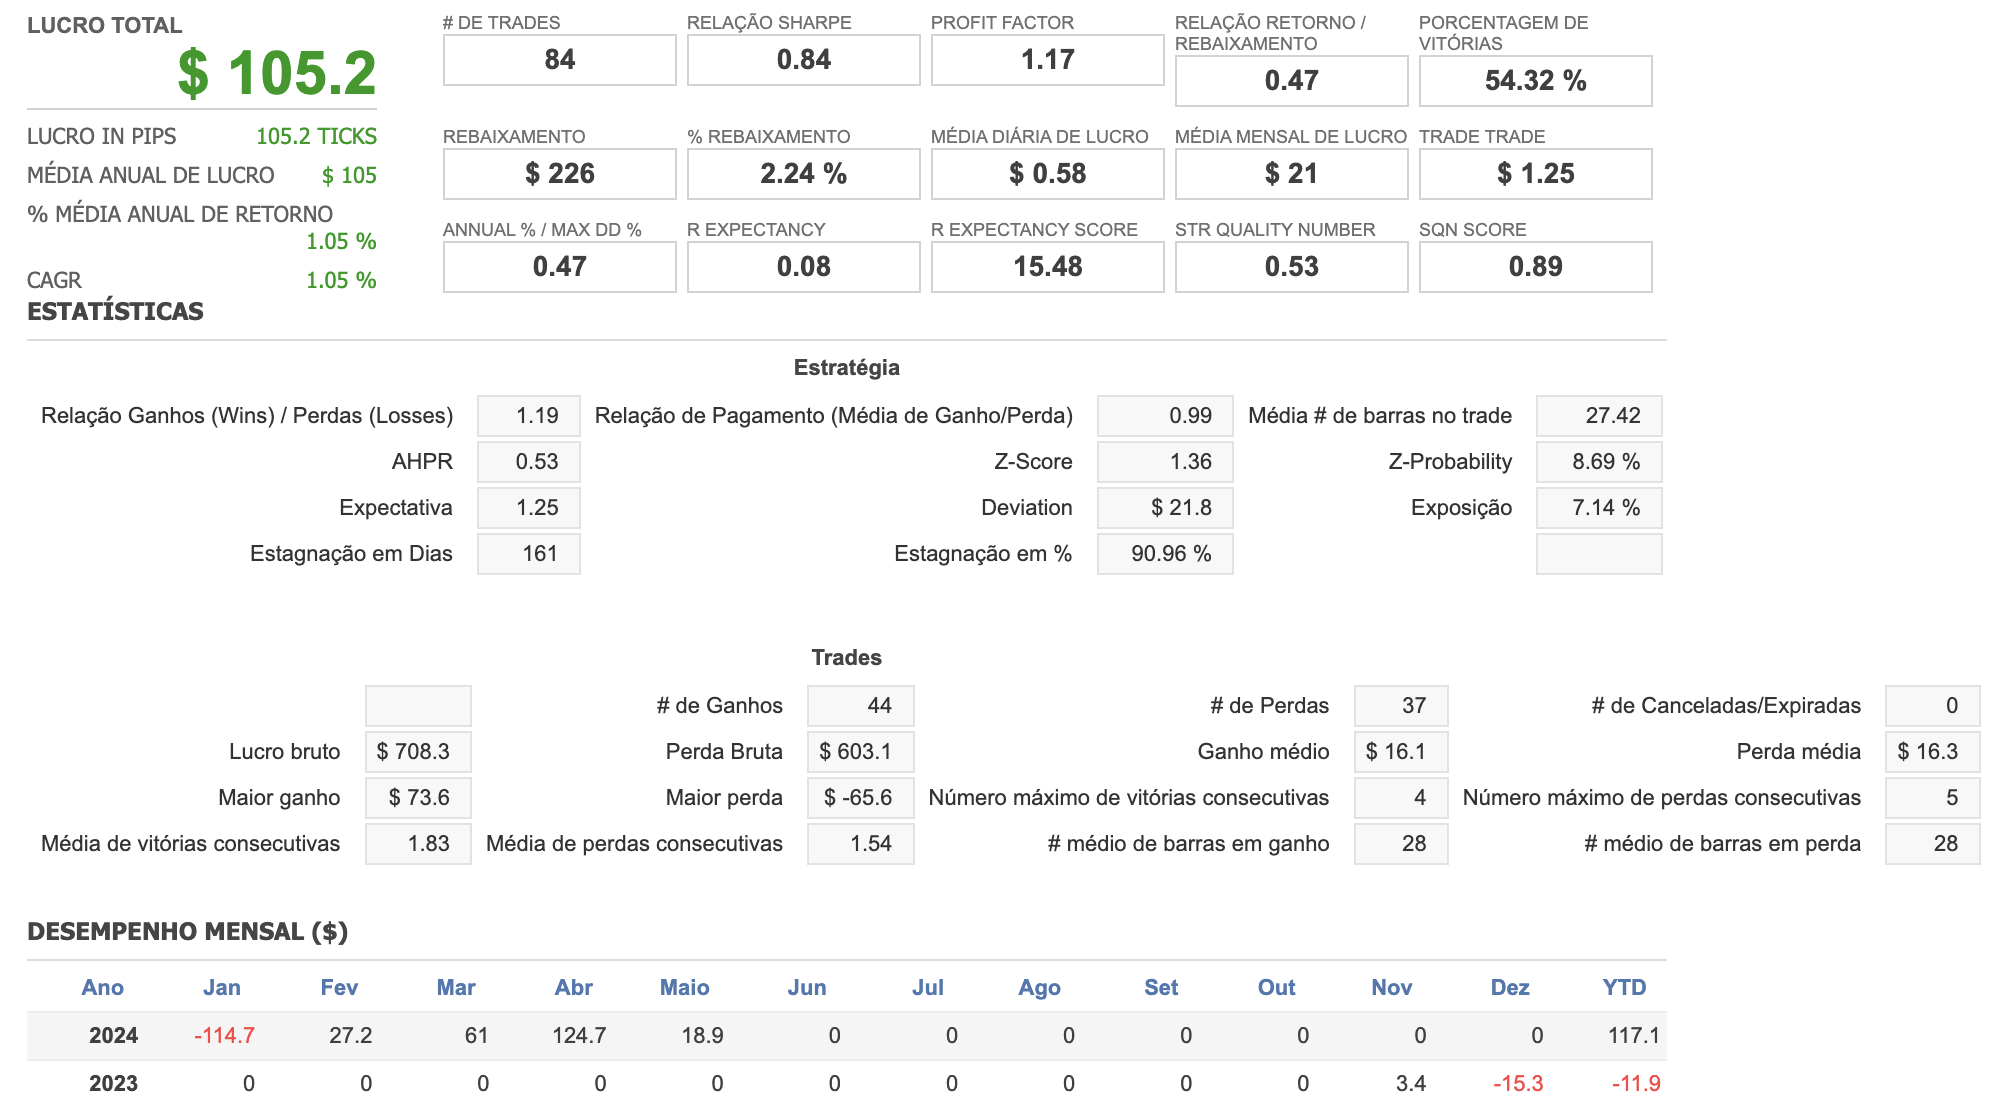 LUCRO TOTAL
$ 105.2
LUCRO IN PIPS 105.2 TICKS
MÉDIA ANUAL DE LUCRO $ 105
% MÉDIA ANUAL DE RETORNO
1.05 %
CAGR 1.05 %
# DE TRADES RELAÇÃO SHARPE PROFIT FACTOR RELAÇÃO RETORNO / REBAIXAMENTO PORCENTAGEM DE VITÓRIAS
84 0.84 1.17 0.47 54.32 %
REBAIXAMENTO % REBAIXAMENTO MÉDIA DIÁRIA DE LUCRO MÉDIA MENSAL DE LUCRO TRADE TRADE
$ 226 2.24 % $ 0.58 $ 21 $ 1.25
ANNUAL % / MAX DD % R EXPECTANCY R EXPECTANCY SCORE STR QUALITY NUMBER SQN SCORE
0.47 0.08 15.48 0.53 0.89
ESTATÍSTICAS
Estratégia
Relação Ganhos (Wins) / Perdas (Losses) 1.19 Relação de Pagamento (Média de Ganho/Perda) 0.99 Média # de barras no trade 27.42
AHPR 0.53 Z-Score 1.36 Z-Probability 8.69 %
Expectativa 1.25 Deviation $ 21.8 Exposição 7.14 %
Estagnação em Dias 161 Estagnação em % 90.96 %
Trades
# de Ganhos 44 # de Perdas 37 # de Canceladas/Expiradas 0
Lucro bruto $ 708.3 Perda Bruta $ 603.1 Ganho médio $ 16.1 Perda média $ 16.3
Maior ganho $ 73.6 Maior perda $ -65.6 Número máximo de vitórias consecutivas 4 Número máximo de perdas consecutivas 5
Média de vitórias consecutivas 1.83 Média de perdas consecutivas 1.54 # médio de barras em ganho 28 # médio de barras em perda 28
DESEMPENHO MENSAL ($)
Ano Jan Fev Mar Abr Maio Jun Jul Ago Set Out Nov Dez YTD
2024 -114.7 27.2 61 124.7 18.9 0 0 0 0 0 0 0 117.1
2023 0 0 0 0 0 0 0 0 0 0 3.4 -15.3 -11.9